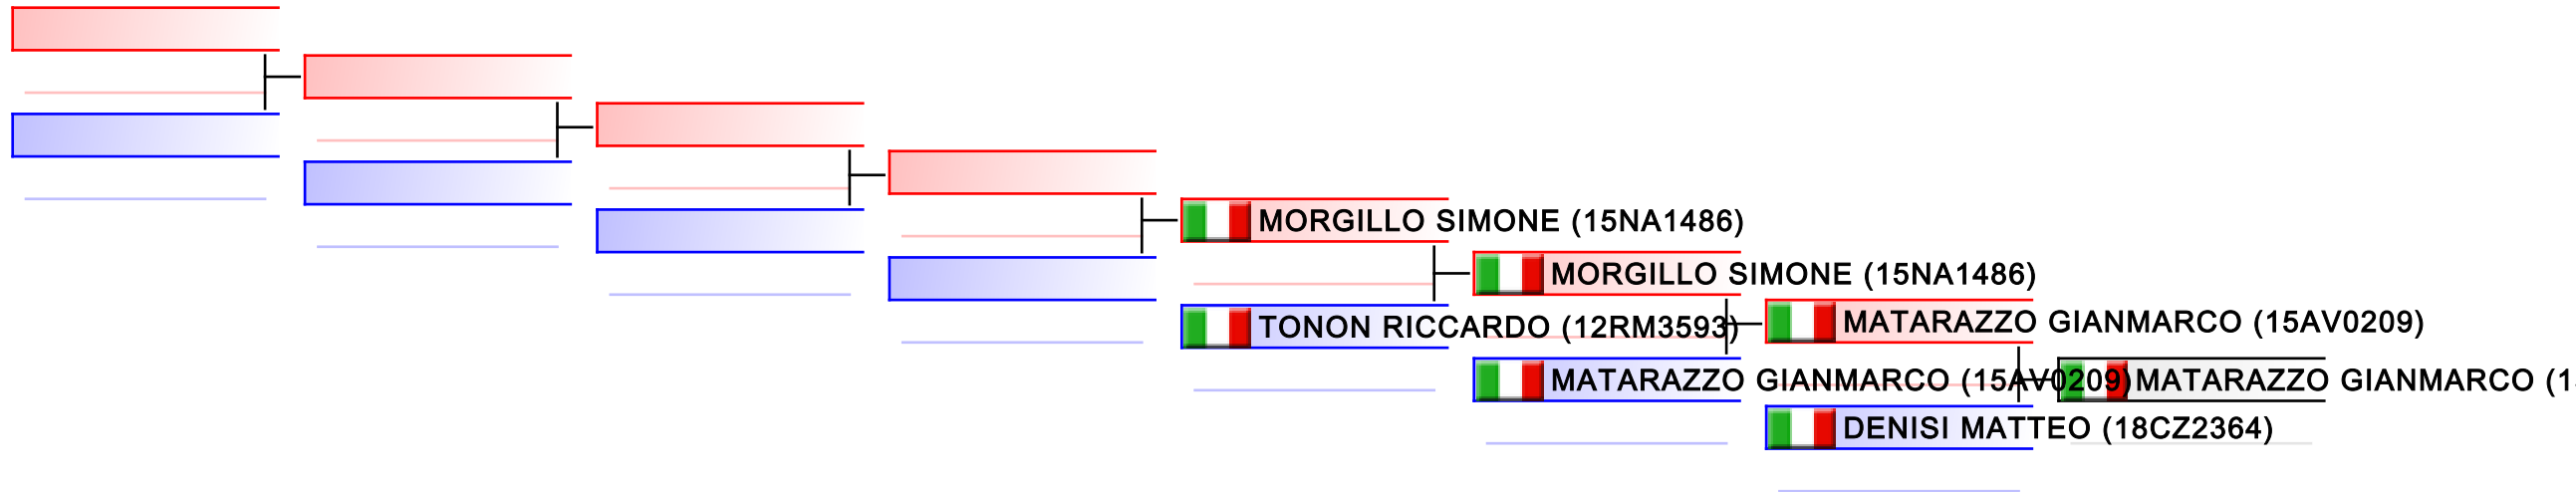 MORGILLO SIMONE (15NA1486)
MORGILLO SIMONE (15NA1486)
TONON RICCARDO (12RM3593)
MATARAZZO GIANMARCO (15AV0209)
MATARAZZO GIANMARCO (15AV0209)
MATARAZZO GIANMARCO (1
DENISI MATTEO (18CZ2364)